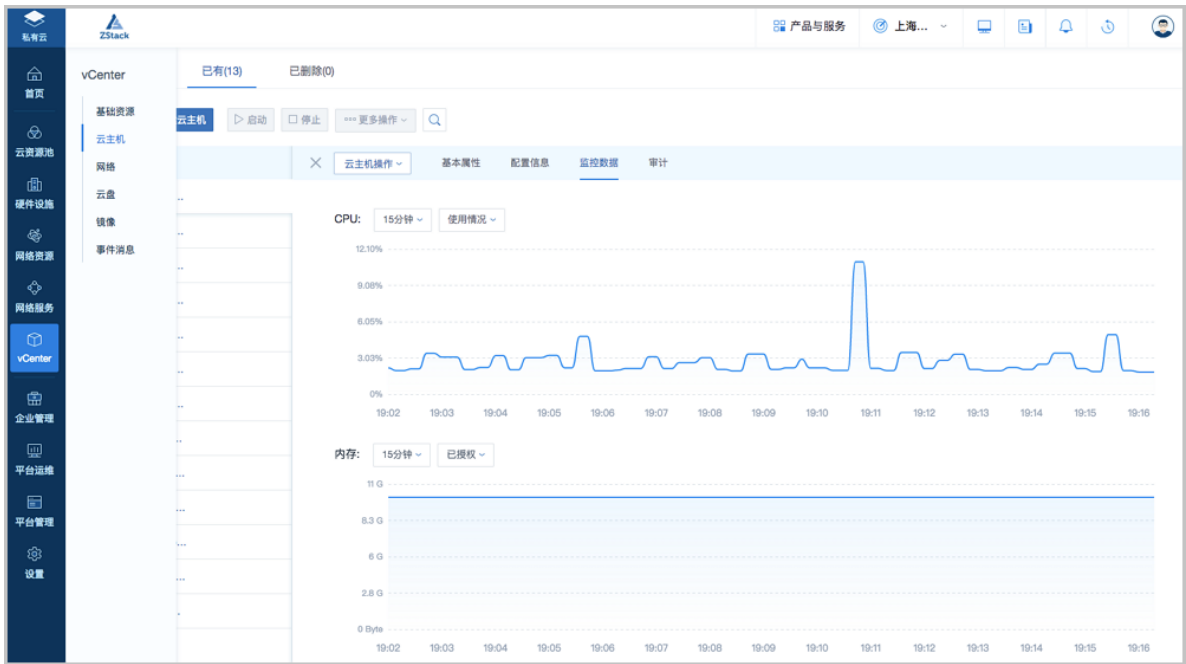 私有云
ZStack
产品与服务
上海...
首页
云资源池
硬件设施
网络资源
网络服务
vCenter
企业管理
平台运维
平台管理
设置
vCenter
基础资源
云主机
网络
云盘
镜像
事件消息
已有(13)
已删除(0)
云主机
启动
停止
更多操作
云主机操作
基本属性
配置信息
监控数据
审计
CPU:
15分钟
使用情况
12.10%
9.08%
6.05%
3.03%
0%
19:02 19:03 19:04 19:05 19:06 19:07 19:08 19:09 19:10 19:11 19:12 19:13 19:14 19:15 19:16
内存:
15分钟
已授权
11 G
8.3 G
6 G
2.8 G
0 Byte
19:02 19:03 19:04 19:05 19:06 19:07 19:08 19:09 19:10 19:11 19:12 19:13 19:14 19:15 19:16